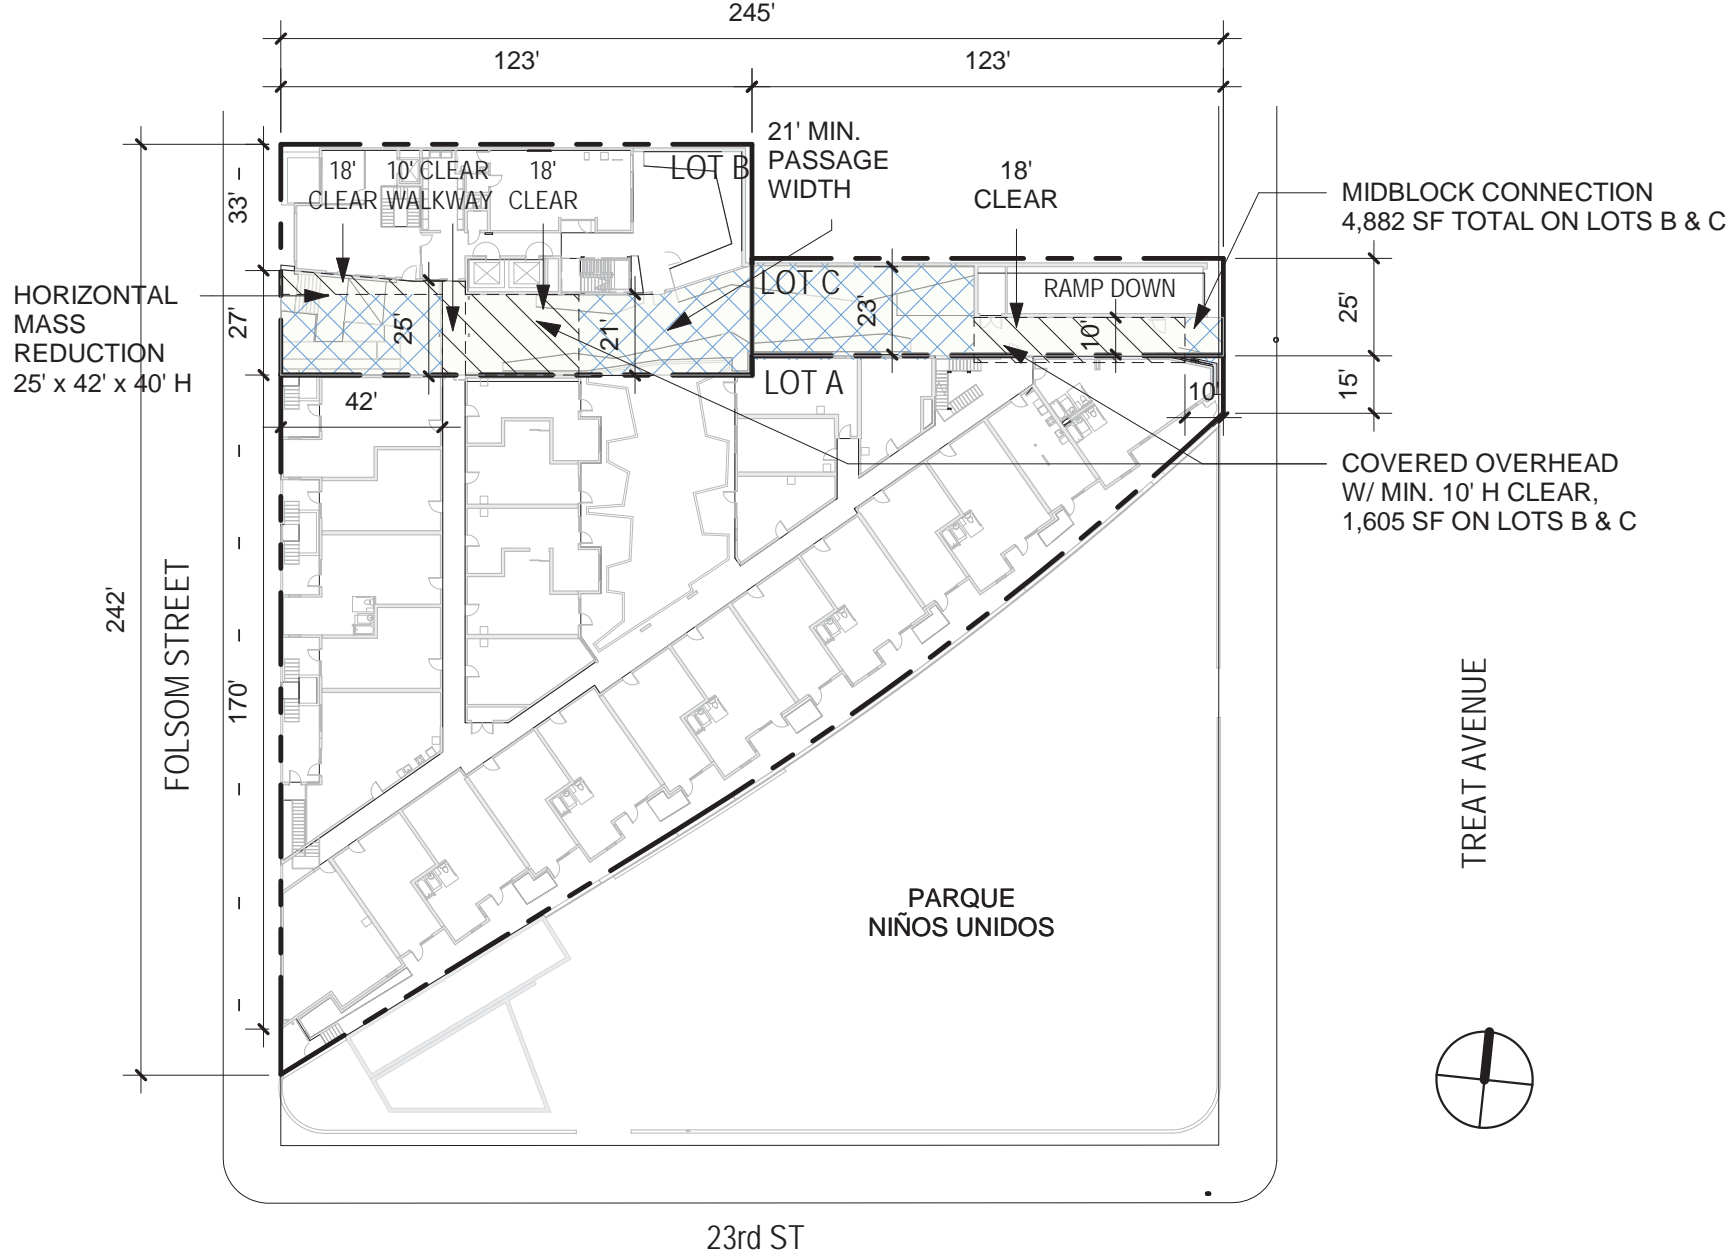 245'
123'
123'
21' MIN.
PASSAGE
WIDTH
LOT B
18'
CLEAR
10' CLEAR
WALKWAY
18'
CLEAR
18'
CLEAR
MIDBLOCK CONNECTION
4,882 SF TOTAL ON LOTS B & C
33'
27'
HORIZONTAL
MASS
REDUCTION
25' x 42' x 40' H
LOT C
RAMP DOWN
25'
21'
23'
10'
25'
15'
42'
LOT A
10'
COVERED OVERHEAD
W/ MIN. 10' H CLEAR,
1,605 SF ON LOTS B & C
242'
FOLSOM STREET
170'
TREAT AVENUE
PARQUE
NIÑOS UNIDOS
23rd ST